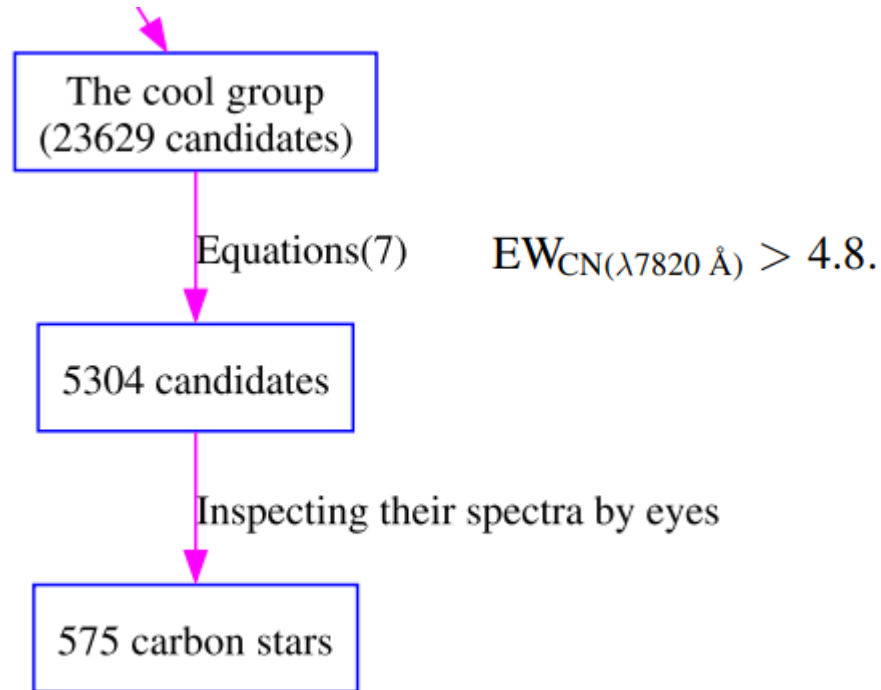 The cool group
(23629 candidates)
Equations(7)
EW_CN(λ7820 Å) > 4.8.
5304 candidates
Inspecting their spectra by eyes
575 carbon stars